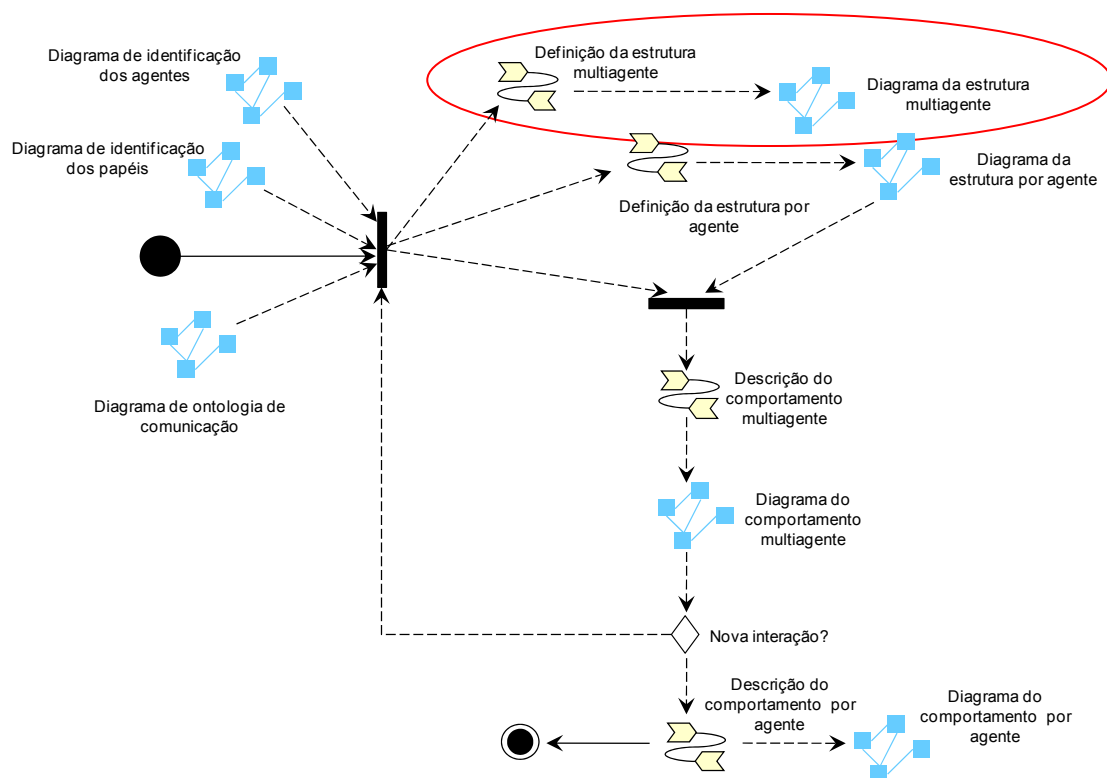 Diagrama de identificação
dos agentes
Definição da estrutura
multiagente
Diagrama da estrutura
multiagente
Diagrama de identificação
dos papéis
Diagrama da
estrutura por agente
Definição da estrutura por
agente
Diagrama de ontologia de
comunicação
Descrição do
comportamento
multiagente
Diagrama do
comportamento
multiagente
Nova interação?
Descrição do
comportamento por
agente
Diagrama do
comportamento por
agente